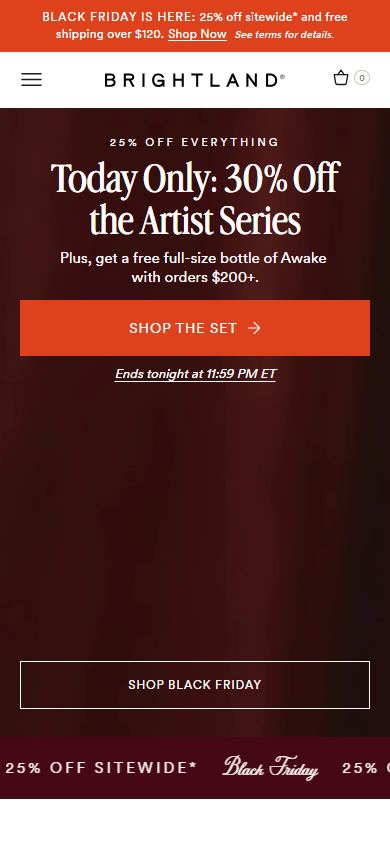 BLACK FRIDAY IS HERE: 25% off sitewide* and free
shipping over $120. Shop Now See terms for details.
BRIGHTLAND®
0
25% OFF EVERYTHING
Today Only: 30% Off
the Artist Series
Plus, get a free full-size bottle of Awake
with orders $200+.
SHOP THE SET →
Ends tonight at 11:59 PM ET
SHOP BLACK FRIDAY
25% OFF SITEWIDE* Black Friday 25%